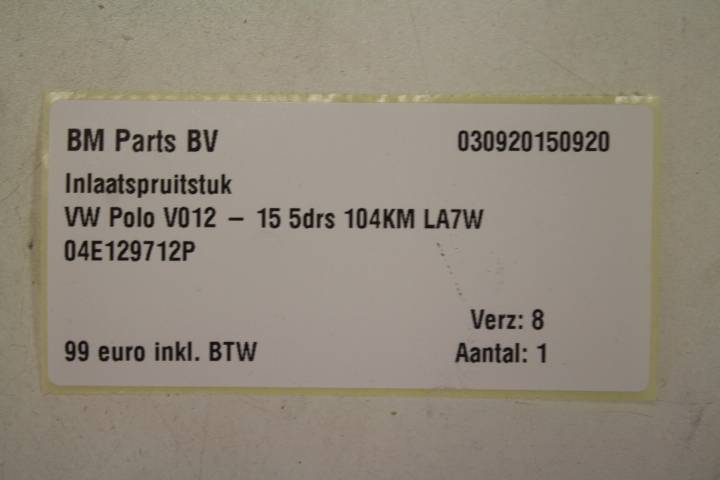 BM Parts BV 030920150920
Inlaatspruitstuk
VW Polo V012 – 15 5drs 104KM LA7W
04E129712P
Verz: 8
99 euro inkl. BTW Aantal: 1